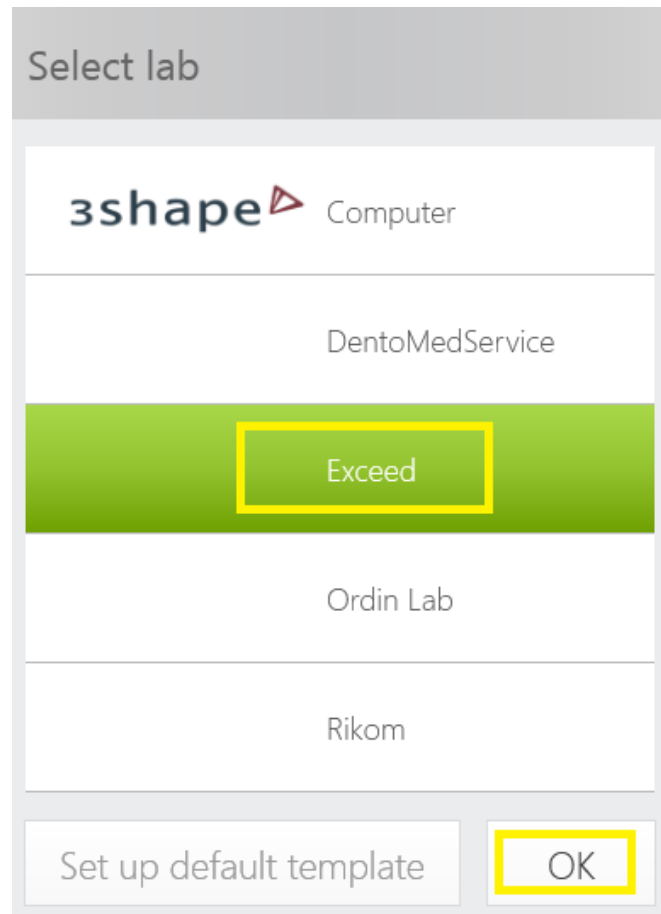 Select lab
3shape Computer
DentoMedService
Exceed
Ordin Lab
Rikom
Set up default template OK